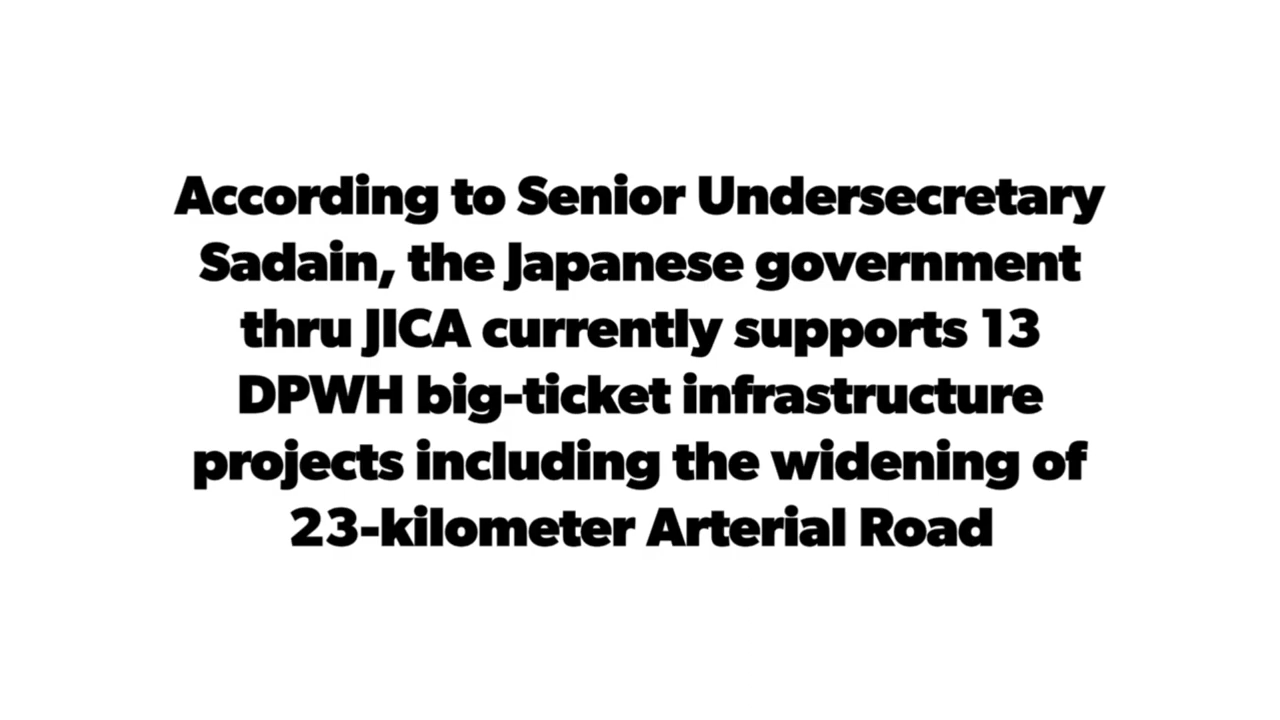 According to Senior Undersecretary
Sadain, the Japanese government
thru JICA currently supports 13
DPWH big-ticket infrastructure
projects including the widening of
23-kilometer Arterial Road